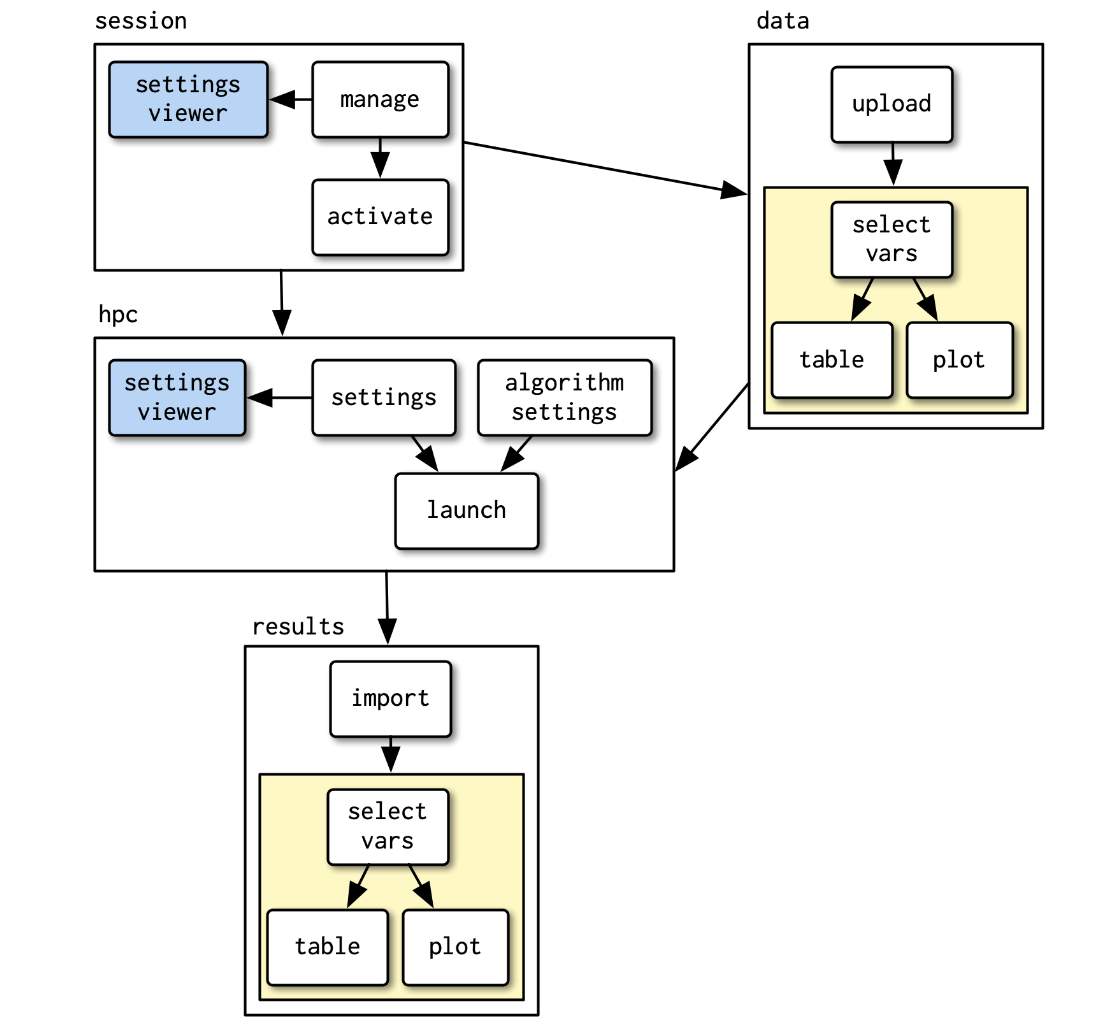 session
settings
viewer
manage
activate
data
upload
select
vars
table
plot
hpc
settings
viewer
settings
algorithm
settings
launch
results
import
select
vars
table
plot